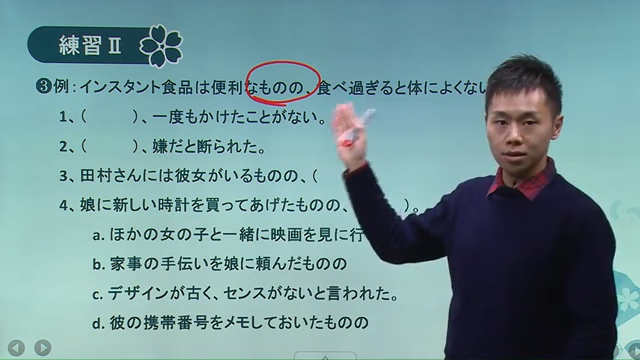 練習Ⅱ
❸例：インスタント食品は便利なものの、食べ過ぎると体によくない
1、（　　　）、一度もかけたことがない。
2、（　　　）、嫌だと断られた。
3、田村さんには彼女がいるものの、（
4、娘に新しい時計を買ってあげたものの、　　）。
a. ほかの女の子と一緒に映画を見に行
b. 家事の手伝いを娘に頼んだものの
c. デザインが古く、センスがないと言われた。
d. 彼の携帯番号をメモしておいたものの